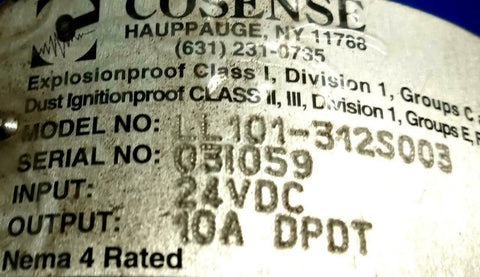 COSENSE
HAUPPAUGE, NY 11788
(631) 231-0735
Explosionproof Class I, Division 1, Groups C
Dust Ignitionproof CLASS II, III, Division 1, Groups E, F
MODEL NO: LL101-312S003
SERIAL NO: 031059
INPUT: 24VDC
OUTPUT: 10A DPDT
Nema 4 Rated